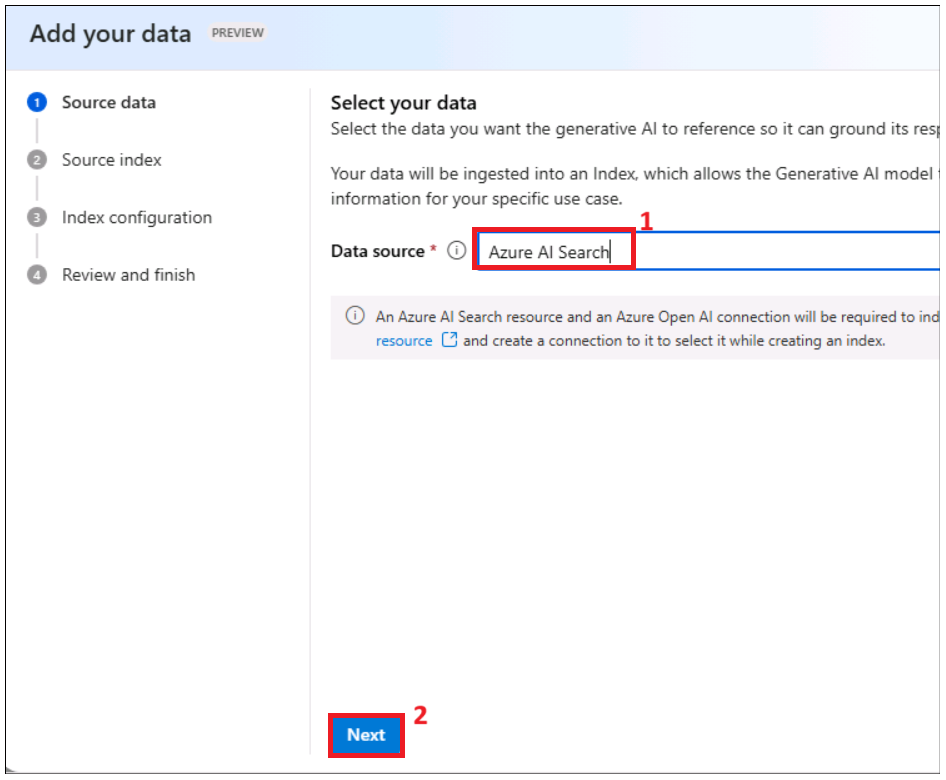 Add your data PREVIEW
1 Source data
2 Source index
3 Index configuration
4 Review and finish
Select your data
Select the data you want the generative AI to reference so it can ground its
Your data will be ingested into an Index, which allows the Generative AI model
information for your specific use case.
1
Data source * Azure AI Search
An Azure AI Search resource and an Azure Open AI connection will be required to
resource and create a connection to it to select it while creating an index.
Next
2